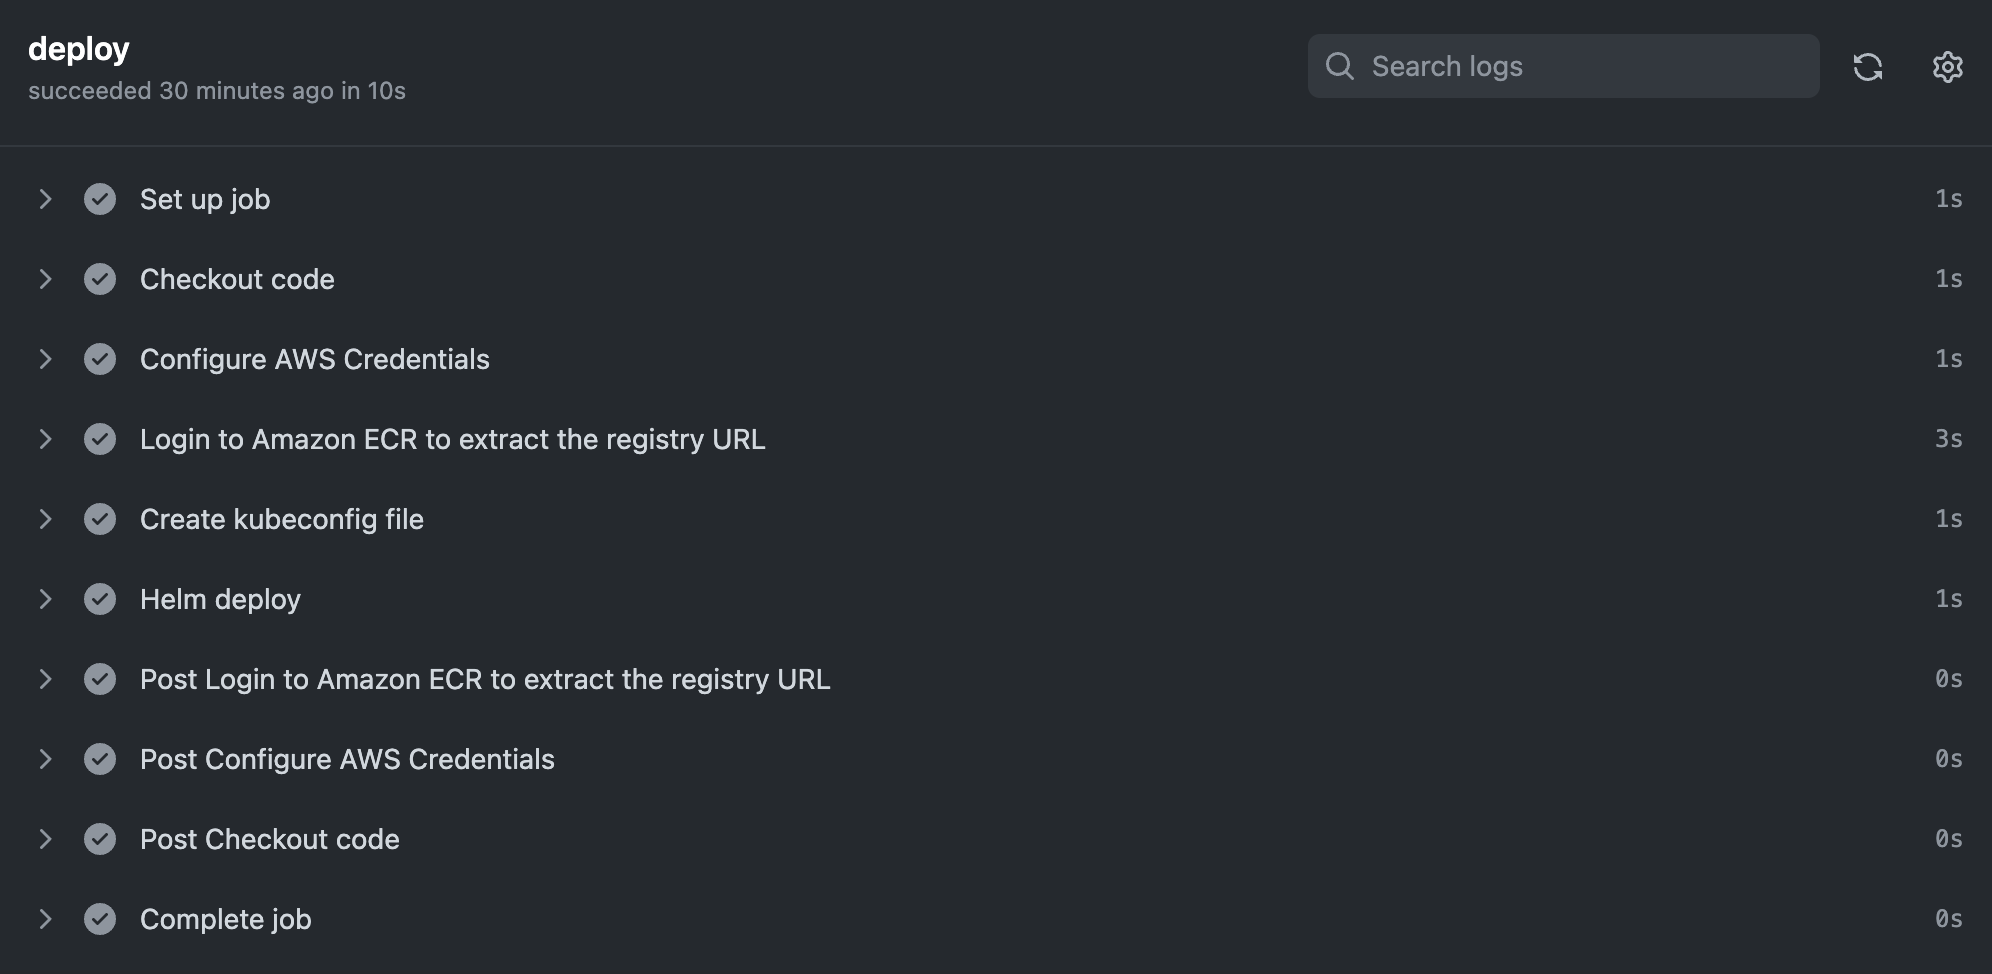 deploy
succeeded 30 minutes ago in 10s
Search logs
Set up job 1s
Checkout code 1s
Configure AWS Credentials 1s
Login to Amazon ECR to extract the registry URL 3s
Create kubeconfig file 1s
Helm deploy 1s
Post Login to Amazon ECR to extract the registry URL 0s
Post Configure AWS Credentials 0s
Post Checkout code 0s
Complete job 0s